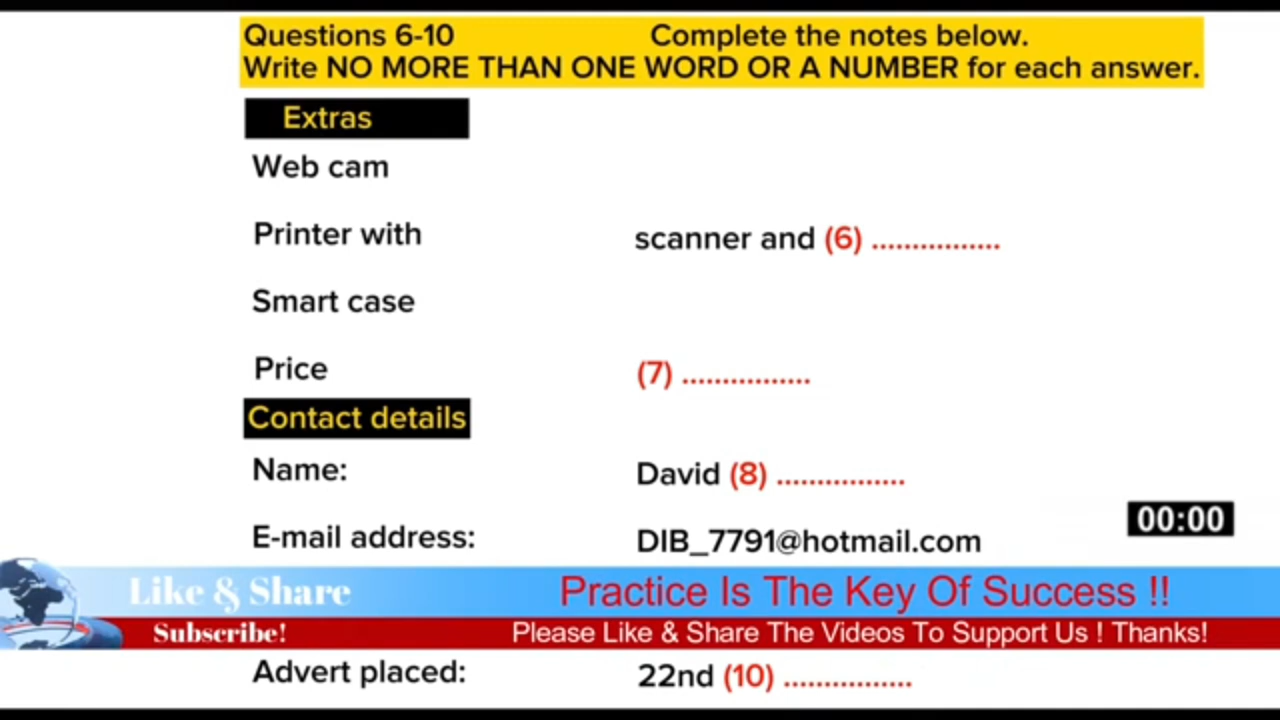 Questions 6-10 Complete the notes below.
Write NO MORE THAN ONE WORD OR A NUMBER for each answer.
Extras
Web cam
Printer with scanner and (6) ................
Smart case
Price (7) ................
Contact details
Name: David (8) ................
E-mail address: DIB_7791@hotmail.com
00:00
Like & Share Practice Is The Key Of Success !!
Subscribe! Please Like & Share The Videos To Support Us ! Thanks!
Advert placed: 22nd (10) ................